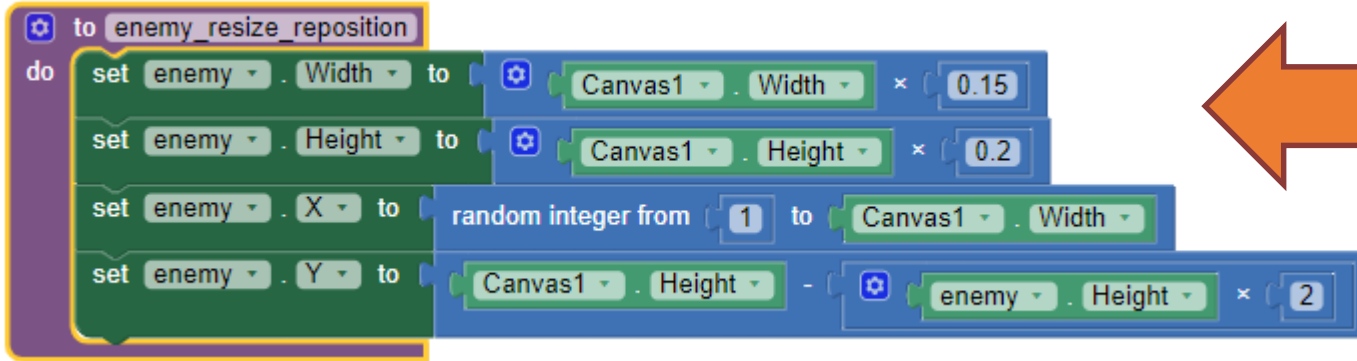 to enemy_resize_reposition
do set enemy . Width to Canvas1 . Width × 0.15
set enemy . Height to Canvas1 . Height × 0.2
set enemy . X to random integer from 1 to Canvas1 . Width
set enemy . Y to Canvas1 . Height - enemy . Height × 2